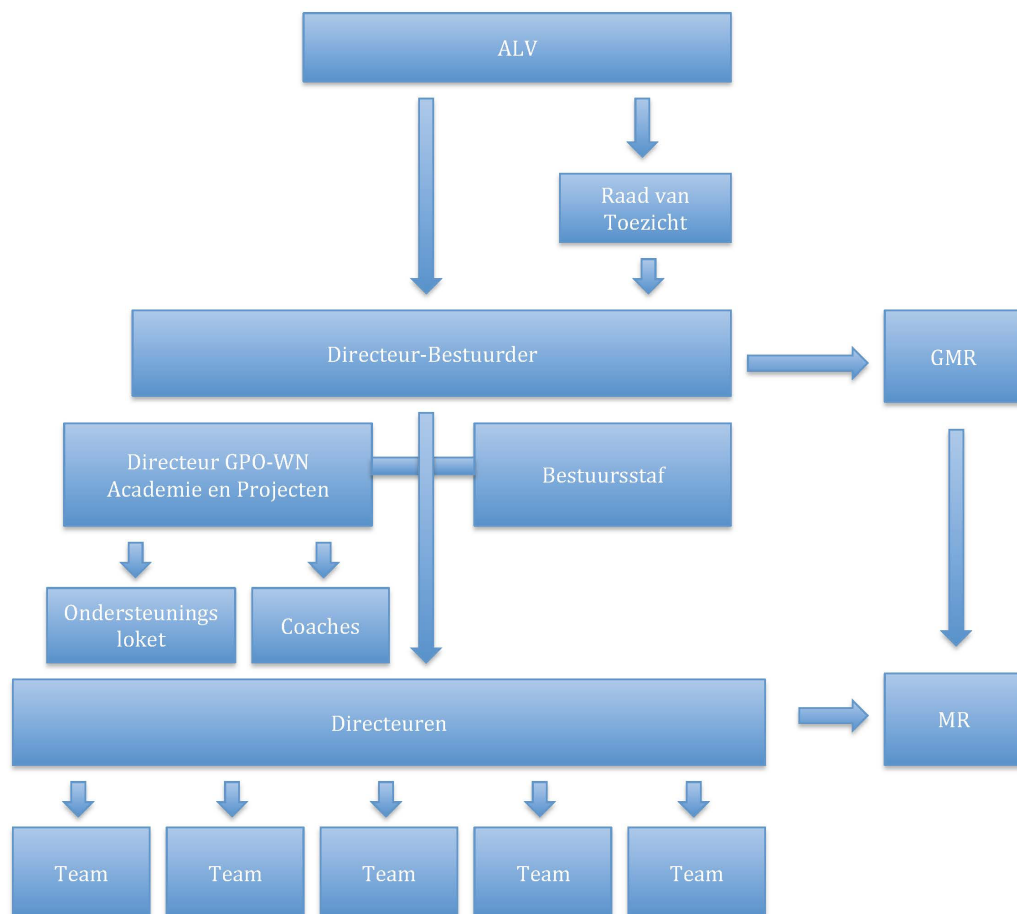 ALV
Raad van
Toezicht
Directeur-Bestuurder
GMR
Directeur GPO-WN
Academie en Projecten
Bestuursstaf
Ondersteunings
loket
Coaches
Directeuren
MR
Team
Team
Team
Team
Team